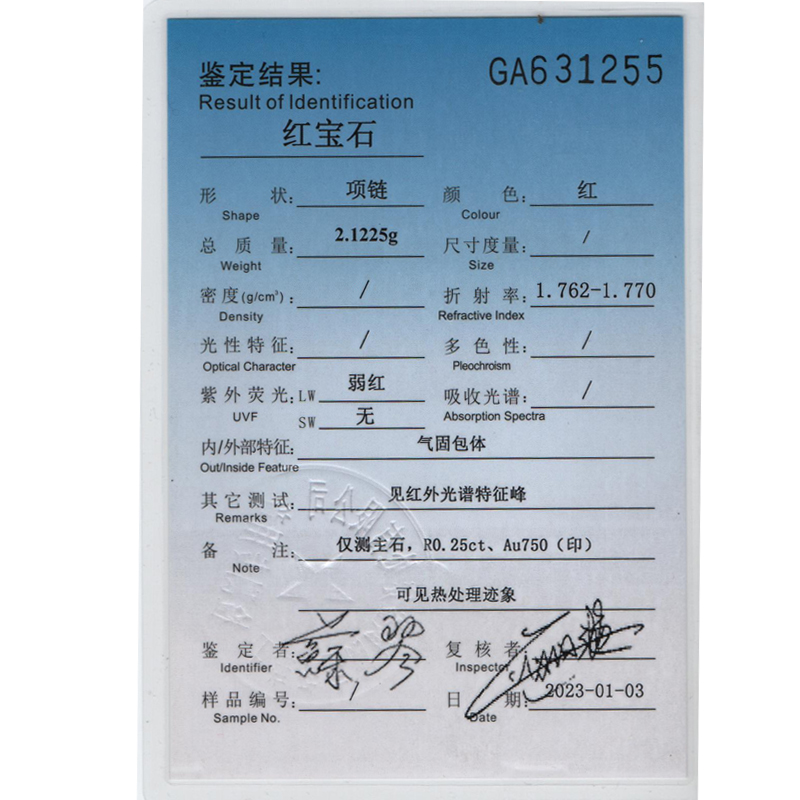 鉴定结果: GA631255
Result of Identification
红宝石
形 状: 项链 颜 色: 红
Shape Colour
总 质 量: 2.1225g 尺寸度量: /
Weight Size
密度(g/cm³): / 折 射 率: 1.762-1.770
Density Refractive Index
光性特征: / 多 色 性: /
Optical Character Pleochroism
紫外荧光: LW 弱红 吸收光谱: /
UVF SW 无 Absorption Spectra
内/外部特征: 气固包体
Out/Inside Feature
其它测试: 见红外光谱特征峰
Remarks
备 注: 仅测主石, R0.25ct、Au750(印)
Note
可见热处理迹象
鉴 定 者: 复 核 者:
Identifier Inspector
样品编号: 日 期: 2023-01-03
Sample No. Date